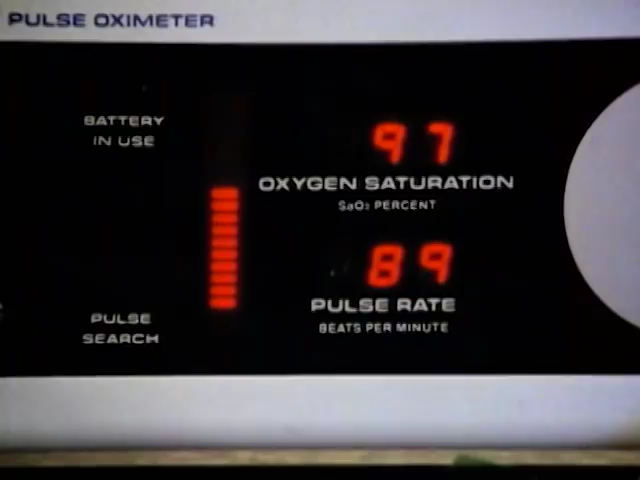 PULSE OXIMETER
BATTERY
IN USE
97
OXYGEN SATURATION
SaO₂ PERCENT
89
PULSE RATE
BEATS PER MINUTE
PULSE
SEARCH